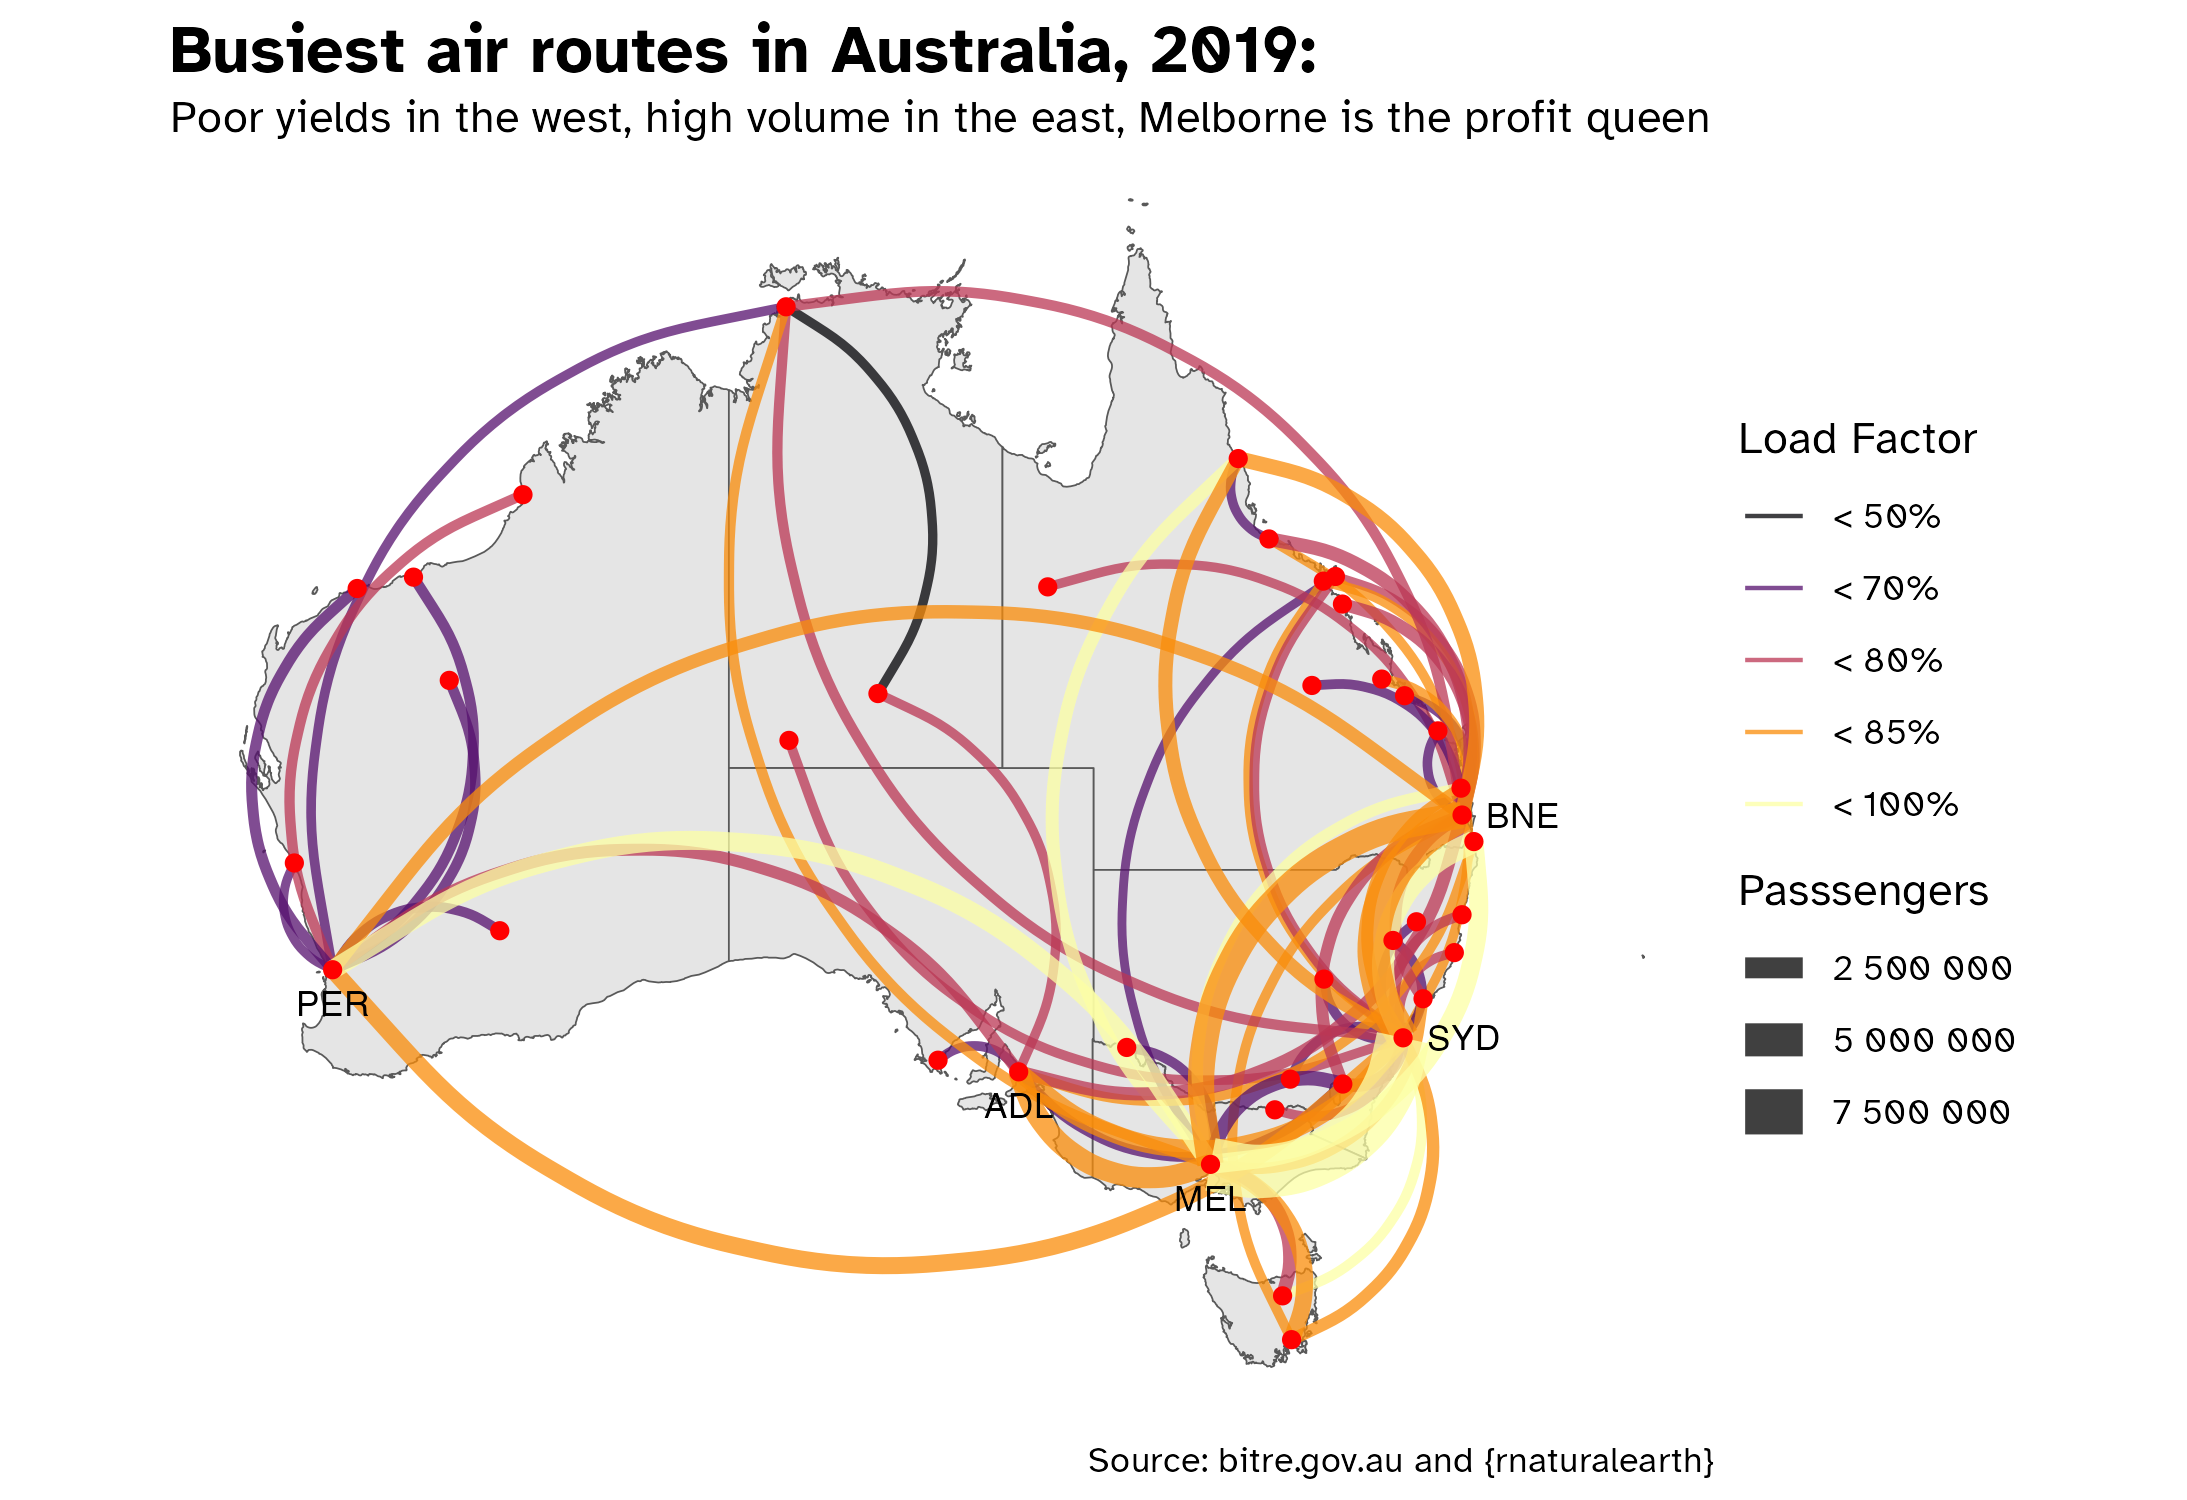 Busiest air routes in Australia, 2019:
Poor yields in the west, high volume in the east, Melborne is the profit queen
Load Factor
< 50%
< 70%
< 80%
< 85%
< 100%
BNE
Passsengers
2 500 000
PER
SYD
5 000 000
ADL
7 500 000
MEL
Source: bitre.gov.au and {rnaturalearth}